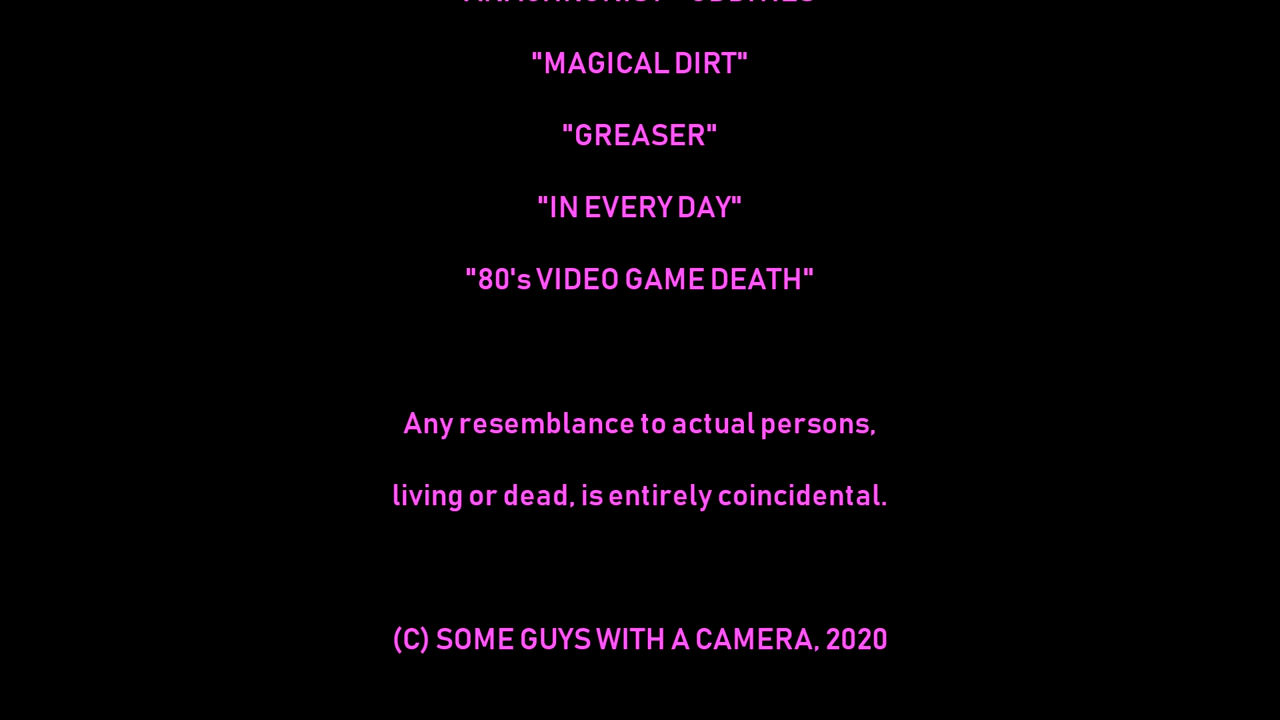 "MAGICAL DIRT"
"GREASER"
"IN EVERY DAY"
"80's VIDEO GAME DEATH"
Any resemblance to actual persons,
living or dead, is entirely coincidental.
(C) SOME GUYS WITH A CAMERA, 2020